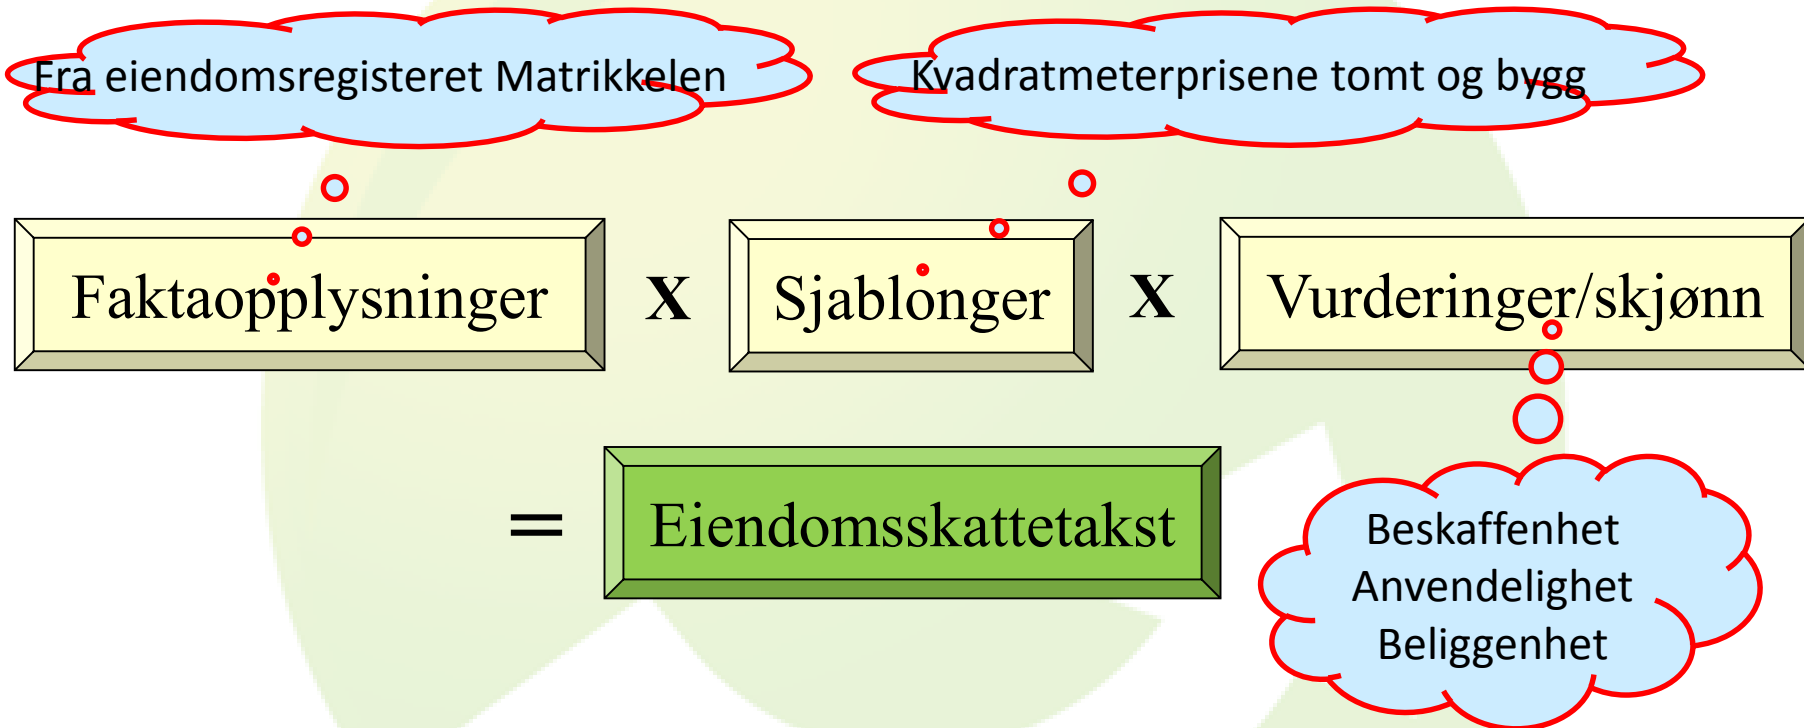 Fra eiendomsregisteret Matrikkelen
Kvadratmeterprisene tomt og bygg
Faktaopplysninger X Sjablonger X Vurderinger/skjønn
= Eiendomsskattetakst
Beskaffenhet
Anvendelighet
Beliggenhet